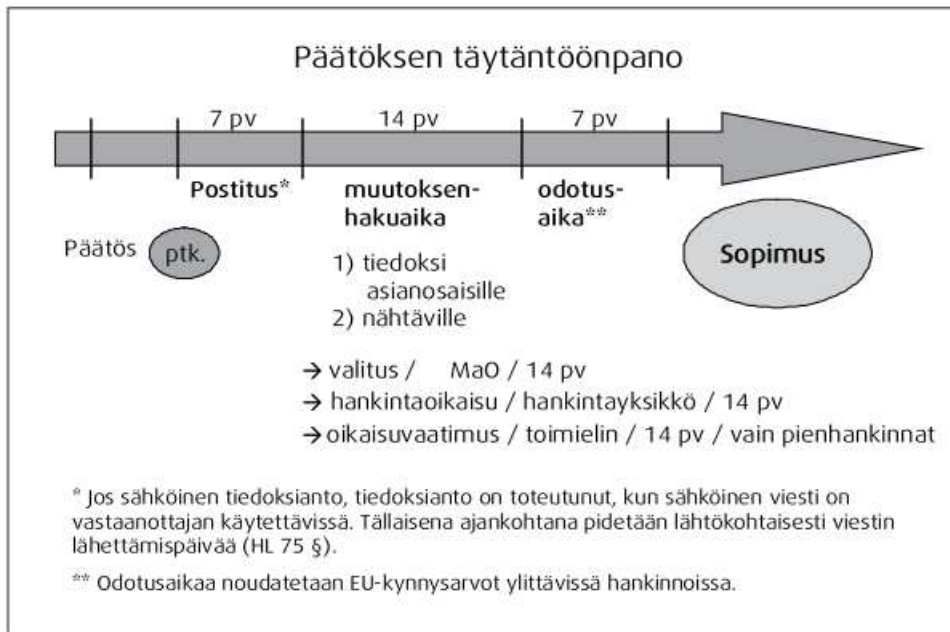 Päätöksen täytäntöönpano
7 pv 14 pv 7 pv
Postitus* muutoksen- odotus-
hakuaika aika**
Päätös ptk. Sopimus
1) tiedoksi
asianosaisille
2) nähtäville
→ valitus / MaO / 14 pv
→ hankintaoikaisu / hankintayksikkö / 14 pv
→ oikaisuvaatimus / toimielin / 14 pv / vain pienhankinnat
* Jos sähköinen tiedoksianto, tiedoksianto on toteutunut, kun sähköinen viesti on
vastaanottajan käytettävissä. Tällaisena ajankohtana pidetään lähtökohtaisesti viestin
lähettämispäivää (HL 75 §).
** Odotusaikaa noudatetaan EU-kynnysarvot ylittävissä hankinnoissa.